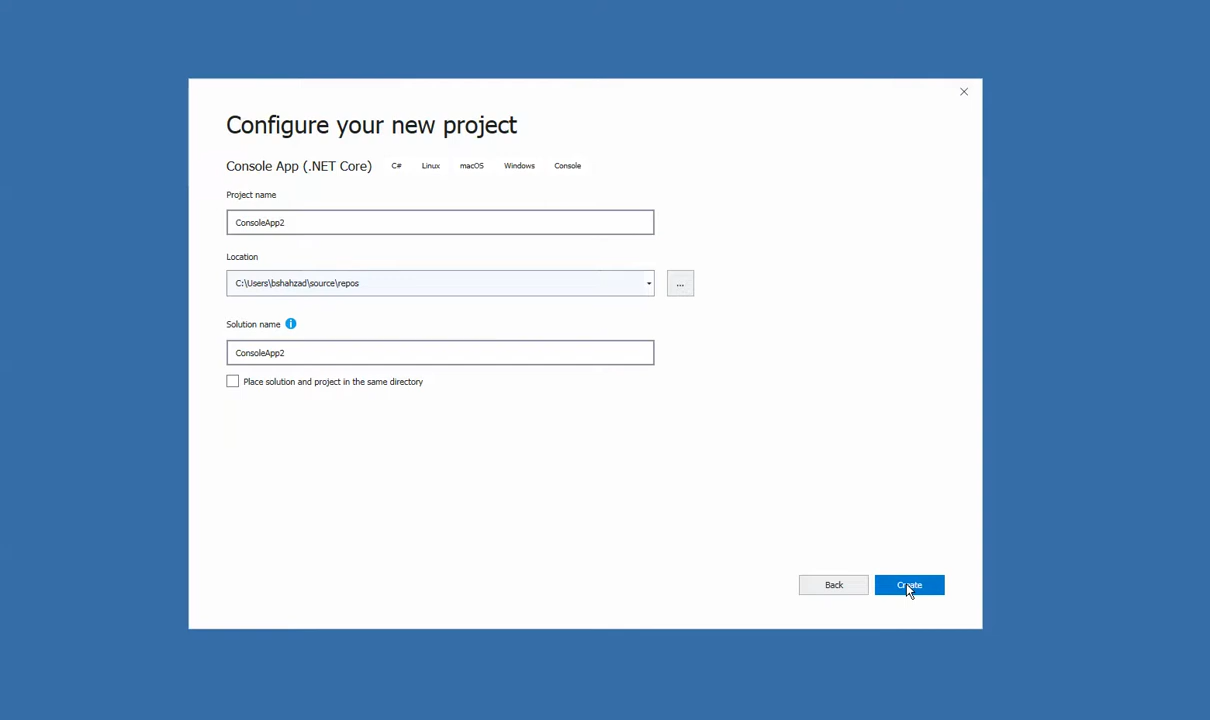 Configure your new project
Console App (.NET Core) C# Linux macOS Windows Console
Project name
ConsoleApp2
Location
C:\Users\bshahzad\source\repos
...
Solution name
ConsoleApp2
Place solution and project in the same directory
Back Create